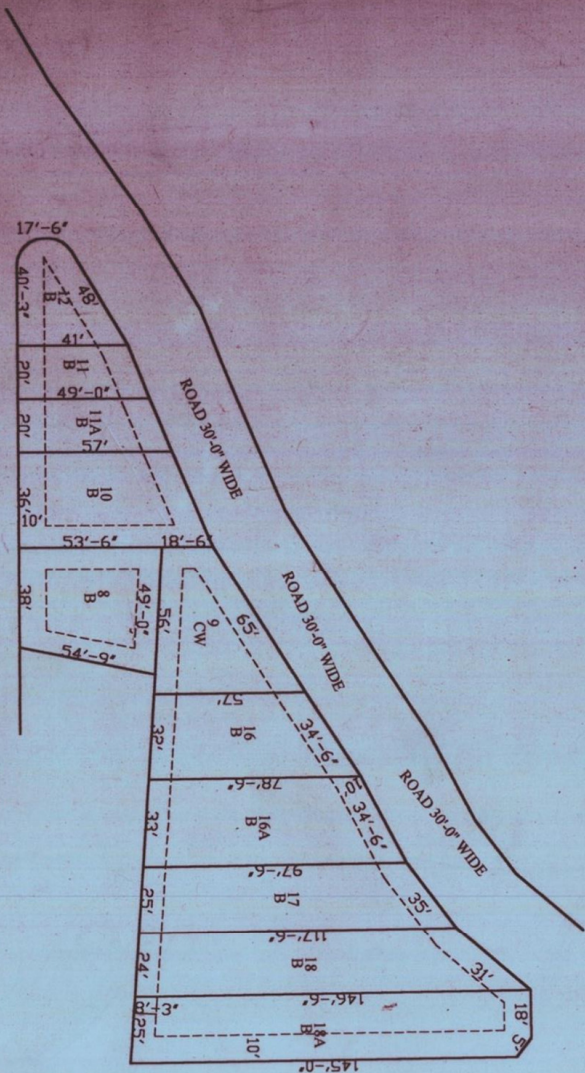 17'-6"
40'-3"
48'
12
B
41'
20'
11
B
49'-0"
20'
11A
B
57'
36'
10'
10
B
53'-6"
18'-6"
38'
8
B
49'-0"
54'-9"
56'
9
CW
65'
57'
ROAD 30'-0" WIDE
ROAD 30'-0" WIDE
ROAD 30'-0" WIDE
32'
16
B
34'-6"
78'-6"
10'
33'
16A
B
34'-6"
97'-6"
25'
17
B
35'
117'-6"
24'
18
B
31'
146'-6"
8'-3"
25'
18A
B
10'
18'
5'
145'-0"